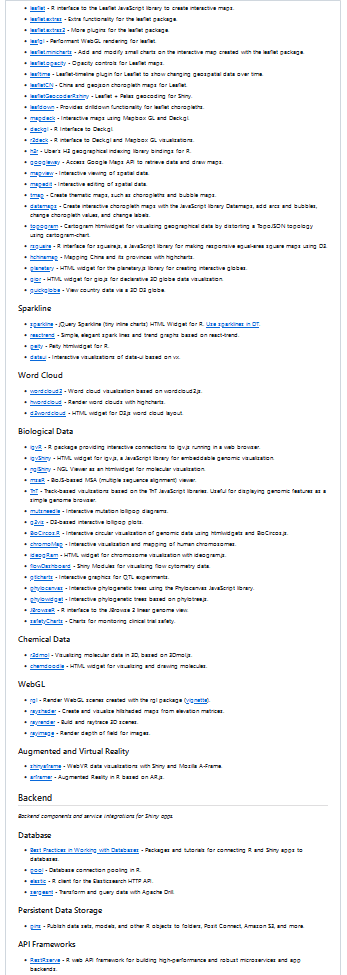 leaflet - R interface to the Leaflet JavaScript library to create interactive maps.
leaflet.extras - Extra functionality for the leaflet package.
leaflet.extras2 - More plugins for the leaflet package.
leafgl - Performant WebGL rendering for leaflet.
leaflet.minicharts - Add and modify small charts on the interactive map created with the leaflet package.
leaflet.opacity - Opacity controls for Leaflet maps.
leaftime - Leaflet-timeline plugin for Leaflet to show changing geospatial data over time.
leafletCN - China and geojson choropleth maps for Leaflet.
leafletGeocoderRshiny - Leaflet + Pelias geocoding for Shiny.
leafdown - Provides drilldown functionality for leaflet choropleths.
mapdeck - Interactive maps using Mapbox GL and Deck.gl.
deckgl - R Interface to Deck.gl.
r2deck - R interface to Deck.gl and Mapbox GL visualizations.
h3r - Uber's H3 geographical indexing library bindings for R.
googleway - Access Google Maps API to retrieve data and draw maps.
mapview - Interactive viewing of spatial data.
mapedit - Interactive editing of spatial data.
tmap - Create thematic maps, such as choropleths and bubble maps.
datamaps - Create interactive choropleth maps with the JavaScript library Datamaps, add arcs and bubbles,
change choropleth values, and change labels.
topogram - Cartogram htmlwidget for visualizing geographical data by distorting a TopoJSON topology
using cartogram-chart.
rsquaire - R interface for squaire.js, a JavaScript library for making responsive equal-area square maps using D3.
hchinamap - Mapping China and its provinces with highcharts.
planetary - HTML widget for the planetary.js library for creating interactive globes.
gior - HTML widget for gio.js for declarative 3D globe data visualization.
quickglobe - View country data via a 3D D3 globe.
Sparkline
sparkline - jQuery Sparkline (tiny inline charts) HTML Widget for R. Use sparklines in DT.
reactrend - Simple, elegant spark lines and trend graphs based on react-trend.
peity - Peity htmlwidget for R.
dataui - Interactive visualizations of data-ui based on vx.
Word Cloud
wordcloud2 - Word cloud visualization based on wordcloud2.js.
hwordcloud - Render word clouds with highcharts.
d3wordcloud - HTML widget for D3.js word cloud layout.
Biological Data
igvR - R package providing interactive connections to igv.js running in a web browser.
igvShiny - HTML widget for igv.js, a JavaScript library for embeddable genomic visualization.
nglShiny - NGL Viewer as an htmlwidget for molecular visualization.
msaR - BioJS-based MSA (multiple sequence alignment) viewer.
TnT - Track-based visualizations based on the TnT JavaScript libraries. Useful for displaying genomic features as a
simple genome browser.
mutsneedle - Interactive mutation lollipop diagrams.
g3viz - D3-based interactive lollipop plots.
BioCircos.R - Interactive circular visualization of genomic data using htmlwidgets and BioCircos.js.
chromoMap - Interactive visualization and mapping of human chromosomes.
ideogRam - HTML widget for chromosome visualization with ideogram.js.
flowDashboard - Shiny Modules for visualising flow cytometry data.
qtlcharts - Interactive graphics for QTL experiments.
phylocanvas - Interactive phylogenetic trees using the Phylocanvas JavaScript library.
phylowidget - Interactive phylogenetic trees based on phylotree.js.
JBrowseR - R interface to the JBrowse 2 linear genome view.
safetyCharts - Charts for monitoring clinical trial safety.
Chemical Data
r3dmol - Visualizing molecular data in 3D, based on 3Dmol.js.
chemdoodle - HTML widget for visualizing and drawing molecules.
WebGL
rgl - Render WebGL scenes created with the rgl package (vignette).
rayshader - Create and visualize hillshaded maps from elevation matrices.
rayrender - Build and raytrace 3D scenes.
rayimage - Render depth of field for images.
Augmented and Virtual Reality
shinyaframe - WebVR data visualizations with Shiny and Mozilla A-Frame.
arframer - Augmented Reality in R based on AR.js.
Backend
Backend components and service integrations for Shiny apps.
Database
Best Practices in Working with Databases - Packages and tutorials for connecting R and Shiny apps to
databases.
pool - Database connection pooling in R.
elastic - R client for the Elasticsearch HTTP API.
sergeant - Transform and query data with Apache Drill.
Persistent Data Storage
pins - Publish data sets, models, and other R objects to folders, Posit Connect, Amazon S3, and more.
API Frameworks
RestRserve - R web API framework for building high-performance and robust microservices and app
backends.